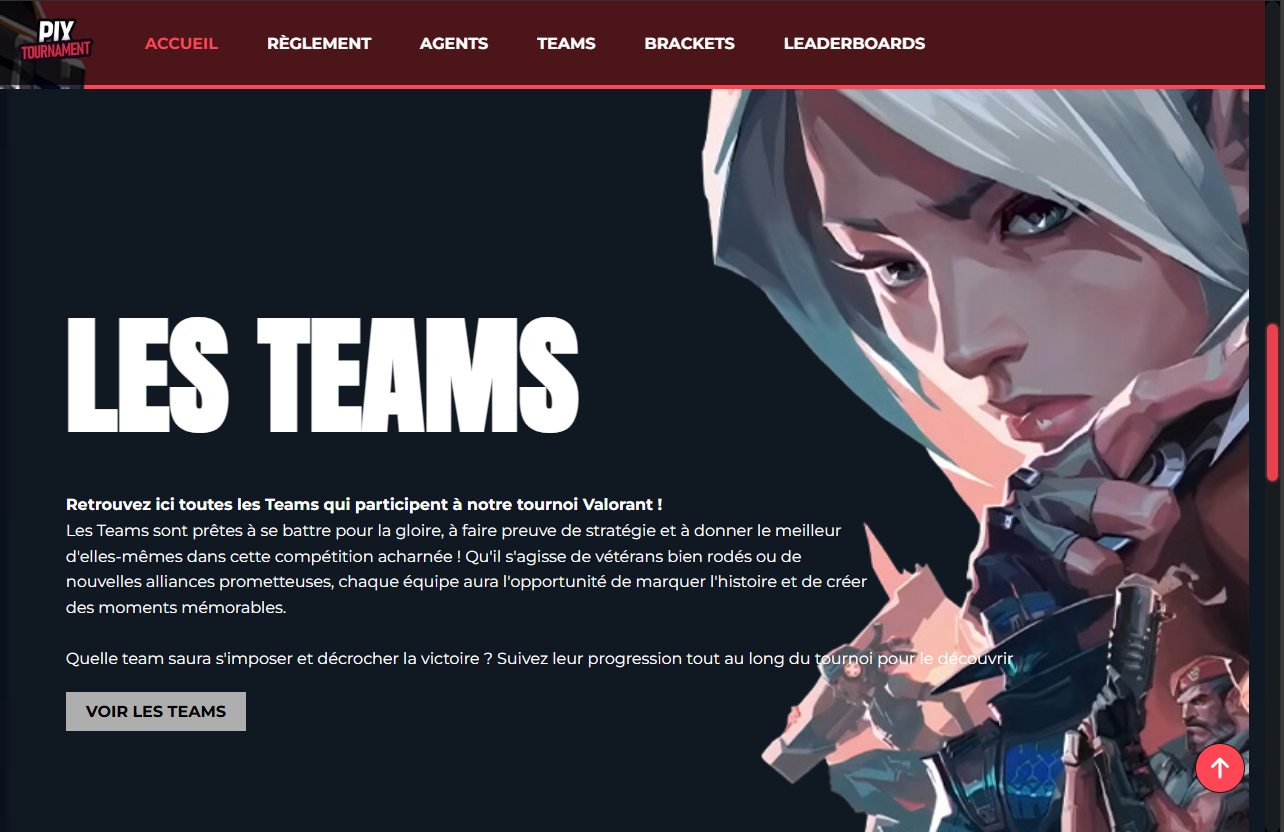 PIX
TOURNAMENT
ACCUEIL RÈGLEMENT AGENTS TEAMS BRACKETS LEADERBOARDS
LES TEAMS
Retrouvez ici toutes les Teams qui participent à notre tournoi Valorant !
Les Teams sont prêtes à se battre pour la gloire, à faire preuve de stratégie et à donner le meilleur
d'elles-mêmes dans cette compétition acharnée ! Qu'il s'agisse de vétérans bien rodés ou de
nouvelles alliances prometteuses, chaque équipe aura l'opportunité de marquer l'histoire et de créer
des moments mémorables.
Quelle team saura s'imposer et décrocher la victoire ? Suivez leur progression tout au long du tournoi pour le découvrir
VOIR LES TEAMS